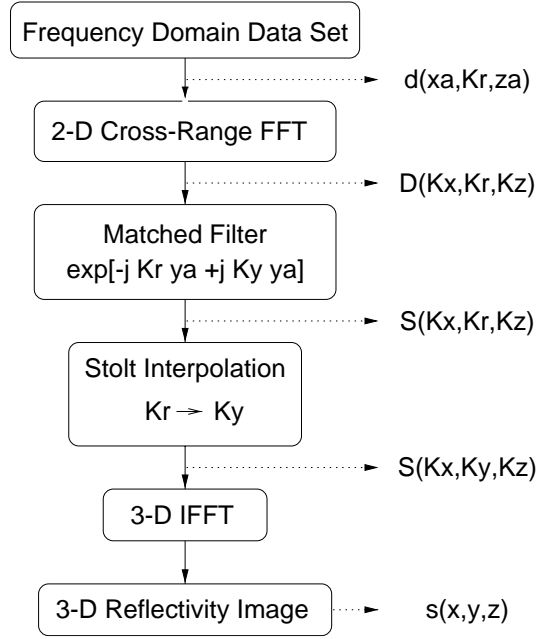 Frequency Domain Data Set
d(xa,Kr,za)
2-D Cross-Range FFT
D(Kx,Kr,Kz)
Matched Filter
exp[-j Kr ya +j Ky ya]
S(Kx,Kr,Kz)
Stolt Interpolation
Kr → Ky
S(Kx,Ky,Kz)
3-D IFFT
3-D Reflectivity Image
s(x,y,z)